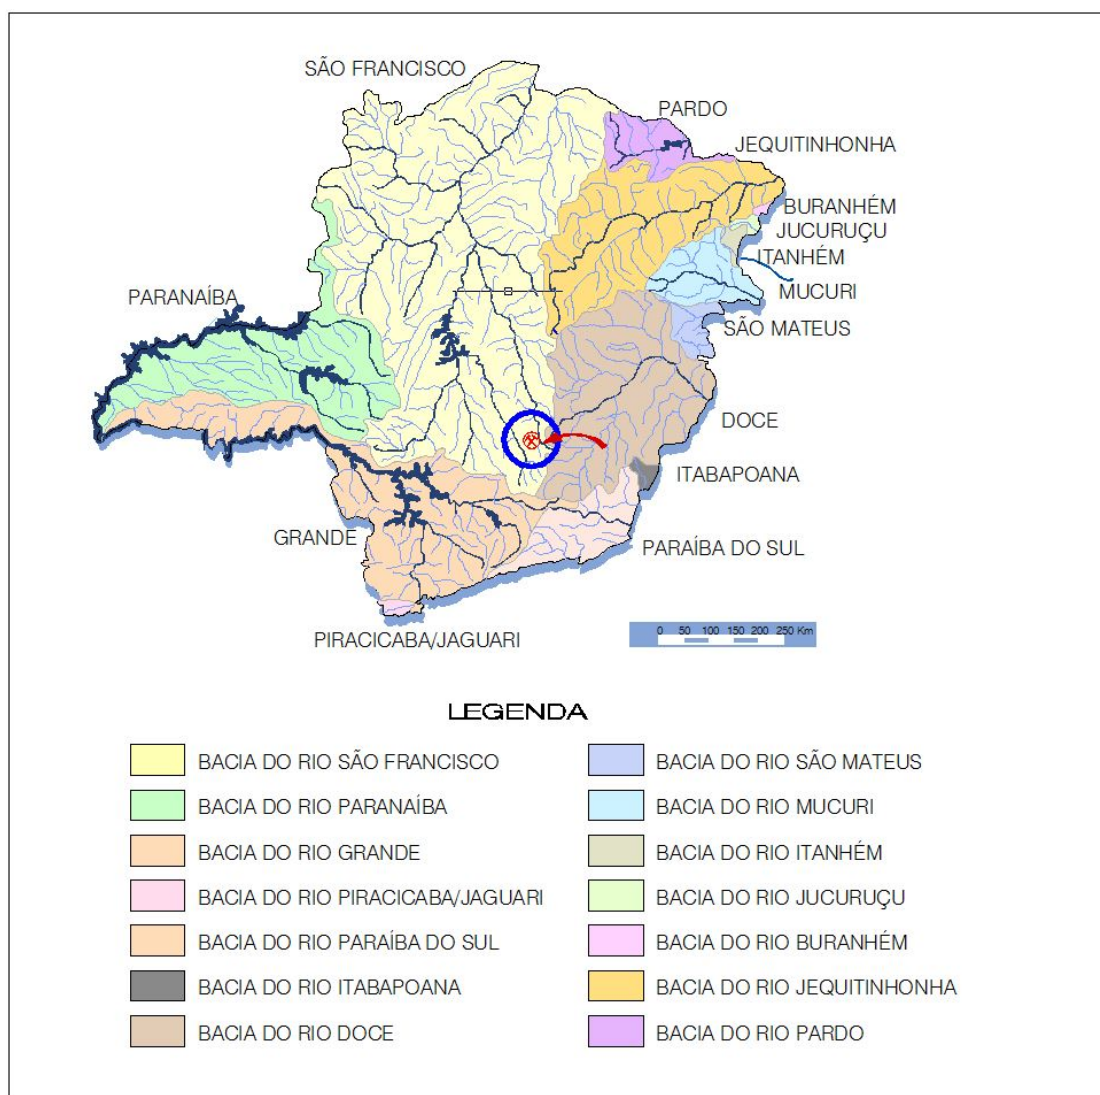 SÃO FRANCISCO
PARDO
JEQUITINHONHA
BURANHÉM
JUCURUÇU
ITANHÉM
MUCURI
PARANAÍBA
SÃO MATEUS
DOCE
ITABAPOANA
GRANDE
PARAÍBA DO SUL
PIRACICABA/JAGUARI
0 50 100 150 200 250 Km
LEGENDA
BACIA DO RIO SÃO FRANCISCO
BACIA DO RIO PARANAÍBA
BACIA DO RIO GRANDE
BACIA DO RIO PIRACICABA/JAGUARI
BACIA DO RIO PARAÍBA DO SUL
BACIA DO RIO ITABAPOANA
BACIA DO RIO DOCE
BACIA DO RIO SÃO MATEUS
BACIA DO RIO MUCURI
BACIA DO RIO ITANHÉM
BACIA DO RIO JUCURUÇU
BACIA DO RIO BURANHÉM
BACIA DO RIO JEQUITINHONHA
BACIA DO RIO PARDO